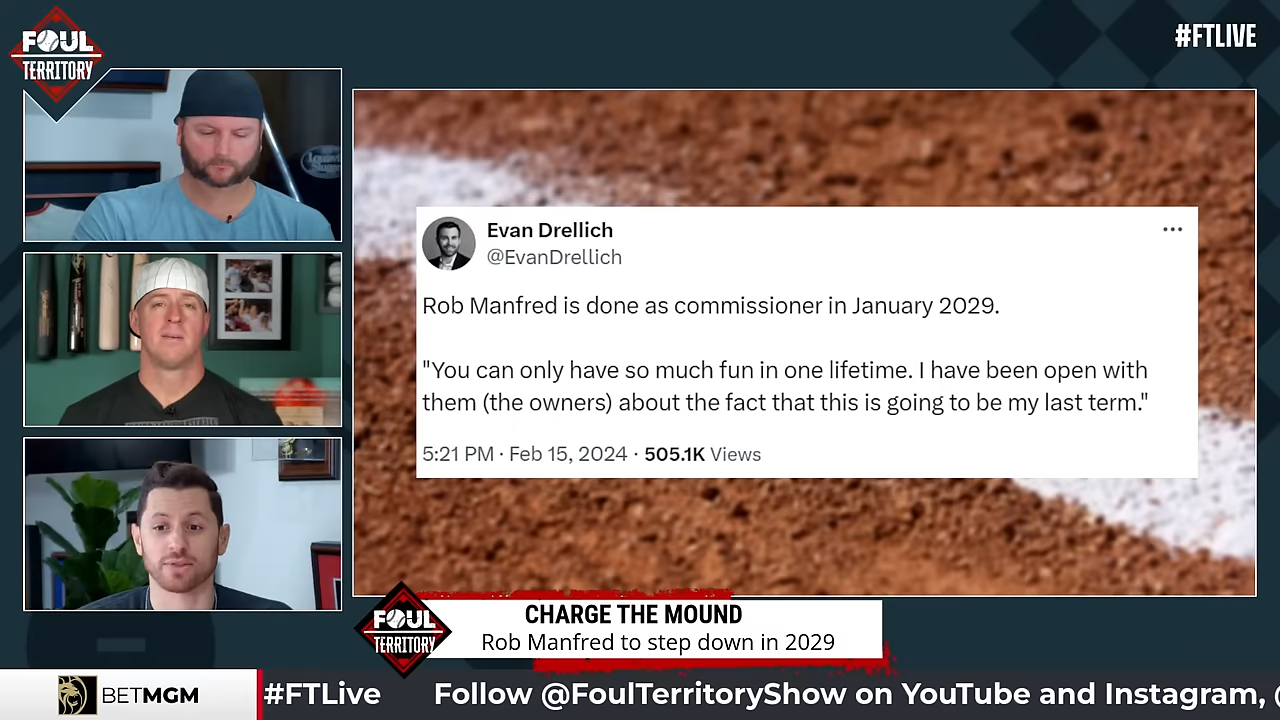 FOUL
TERRITORY
#FTLIVE
Louisville
Slugger
Evan Drellich
@EvanDrellich
Rob Manfred is done as commissioner in January 2029.
"You can only have so much fun in one lifetime. I have been open with
them (the owners) about the fact that this is going to be my last term."
5:21 PM · Feb 15, 2024 · 505.1K Views
FOUL
TERRITORY
CHARGE THE MOUND
Rob Manfred to step down in 2029
BETMGM
#FTLive
Follow @FoulTerritoryShow on YouTube and Instagram,